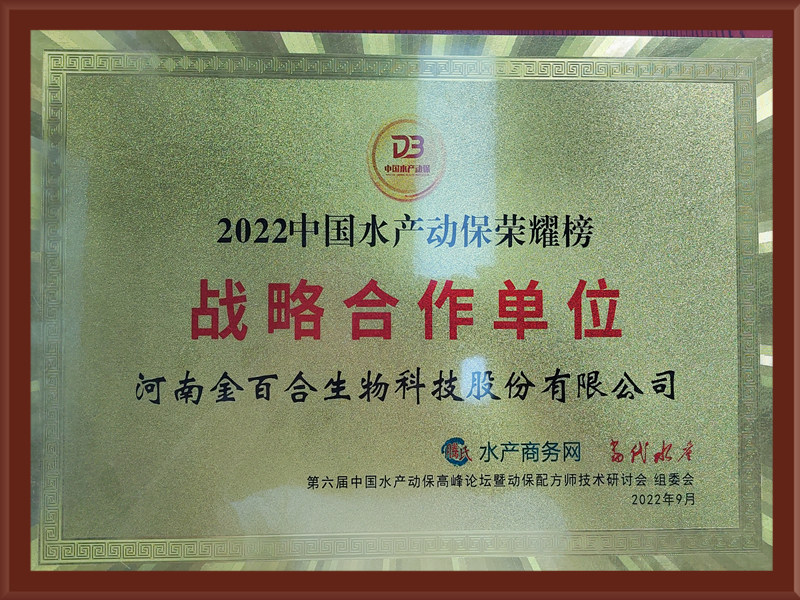 DB
中国水产动保
2022中国水产动保荣耀榜
战略合作单位
河南金百合生物科技股份有限公司
水产商务网 当代水产
第六届中国水产动保高峰论坛暨动保配方师技术研讨会 组委会
2022年9月